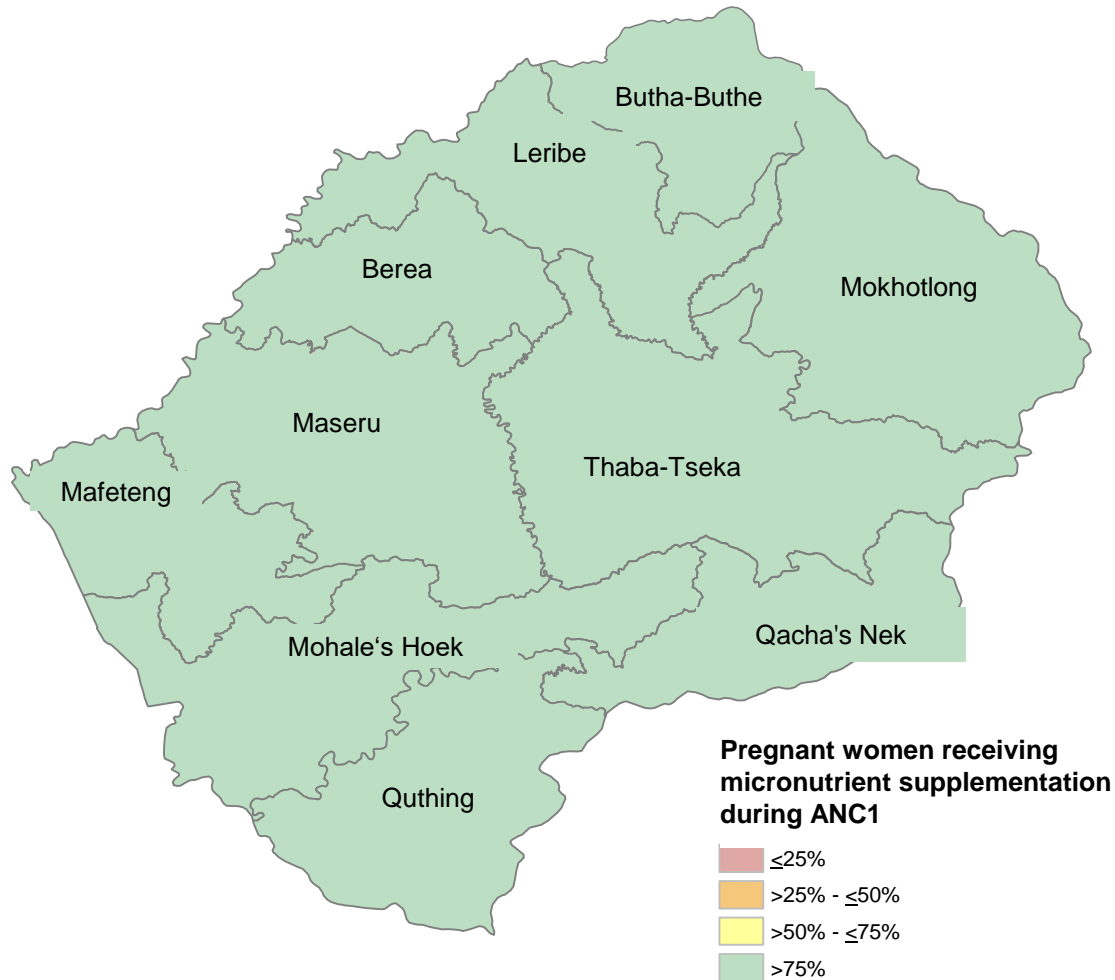 Butha-Buthe
Leribe
Berea
Mokhotlong
Maseru
Thaba-Tseka
Mafeteng
Qacha's Nek
Mohale‘s Hoek
Quthing
Pregnant women receiving
micronutrient supplementation
during ANC1
≤25%
>25% - ≤50%
>50% - ≤75%
>75%